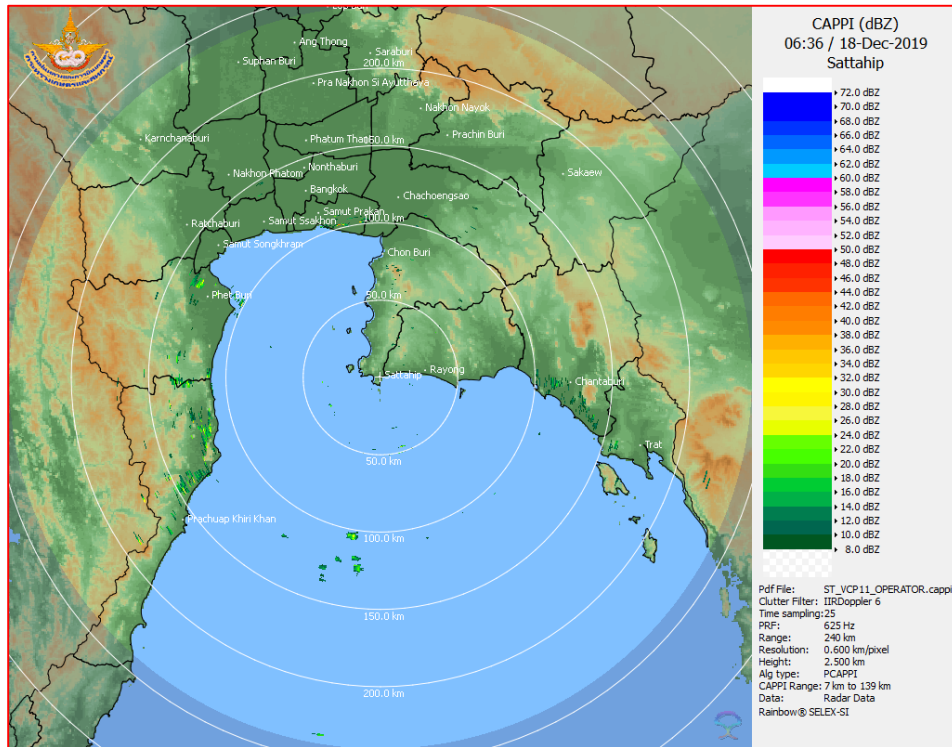 CAPPI (dBZ)
06:36 / 18-Dec-2019
Sattahip
72.0 dBZ
70.0 dBZ
68.0 dBZ
66.0 dBZ
64.0 dBZ
62.0 dBZ
60.0 dBZ
58.0 dBZ
56.0 dBZ
54.0 dBZ
52.0 dBZ
50.0 dBZ
48.0 dBZ
46.0 dBZ
44.0 dBZ
42.0 dBZ
40.0 dBZ
38.0 dBZ
36.0 dBZ
34.0 dBZ
32.0 dBZ
30.0 dBZ
28.0 dBZ
26.0 dBZ
24.0 dBZ
22.0 dBZ
20.0 dBZ
18.0 dBZ
16.0 dBZ
14.0 dBZ
12.0 dBZ
10.0 dBZ
8.0 dBZ
Pdf File: ST_VCP11_OPERATOR.cappi
Clutter Filter: IIRDoppler 6
Time sampling:25
PRF: 625 Hz
Range: 240 km
Resolution: 0.600 km/pixel
Height: 2.500 km
Alg type: PCAPPI
CAPPI Range: 7 km to 139 km
Data: Radar Data
Rainbow® SELEX-SI
Ang Thong
Saraburi
Suphan Buri
200.0 km
Pra Nakhon Si Ayutthaya
Nakhon Nayok
Karnchanaburi
Phatum Than
50.0 km
Prachin Buri
Nonthaburi
Nakhon Phatom
Sakaew
Bangkok
Chachoengsao
Samut Prakan
Ratchaburi
Samut Ssakhon
100.0 km
Samut Songkhram
Chon Buri
Phet Buri
50.0 km
Sattahip
Rayong
Chantaburi
Trat
50.0 km
Prachuap Khiri Khan
100.0 km
150.0 km
200.0 km